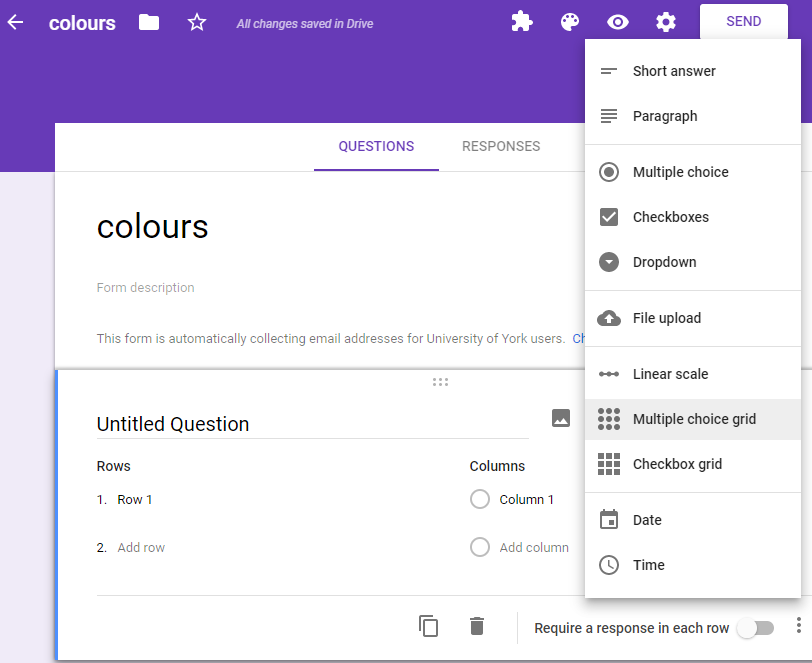 colours
All changes saved in Drive
SEND
QUESTIONS
RESPONSES
colours
Form description
This form is automatically collecting email addresses for University of York users.
Untitled Question
Rows
Columns
1. Row 1
Column 1
2. Add row
Add column
Require a response in each row
Short answer
Paragraph
Multiple choice
Checkboxes
Dropdown
File upload
Linear scale
Multiple choice grid
Checkbox grid
Date
Time